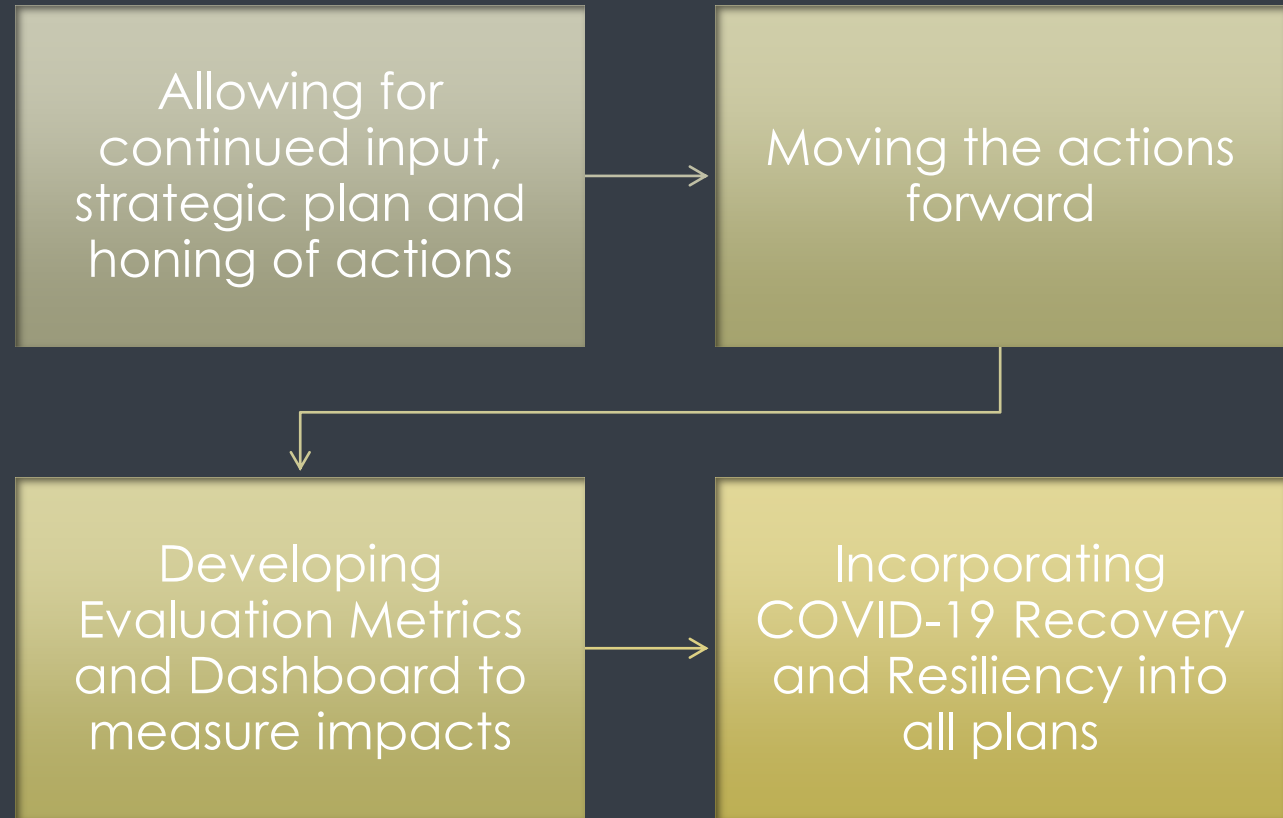 Allowing for
continued input,
strategic plan and
honing of actions
Moving the actions
forward
Developing
Evaluation Metrics
and Dashboard to
measure impacts
Incorporating
COVID-19 Recovery
and Resiliency into
all plans